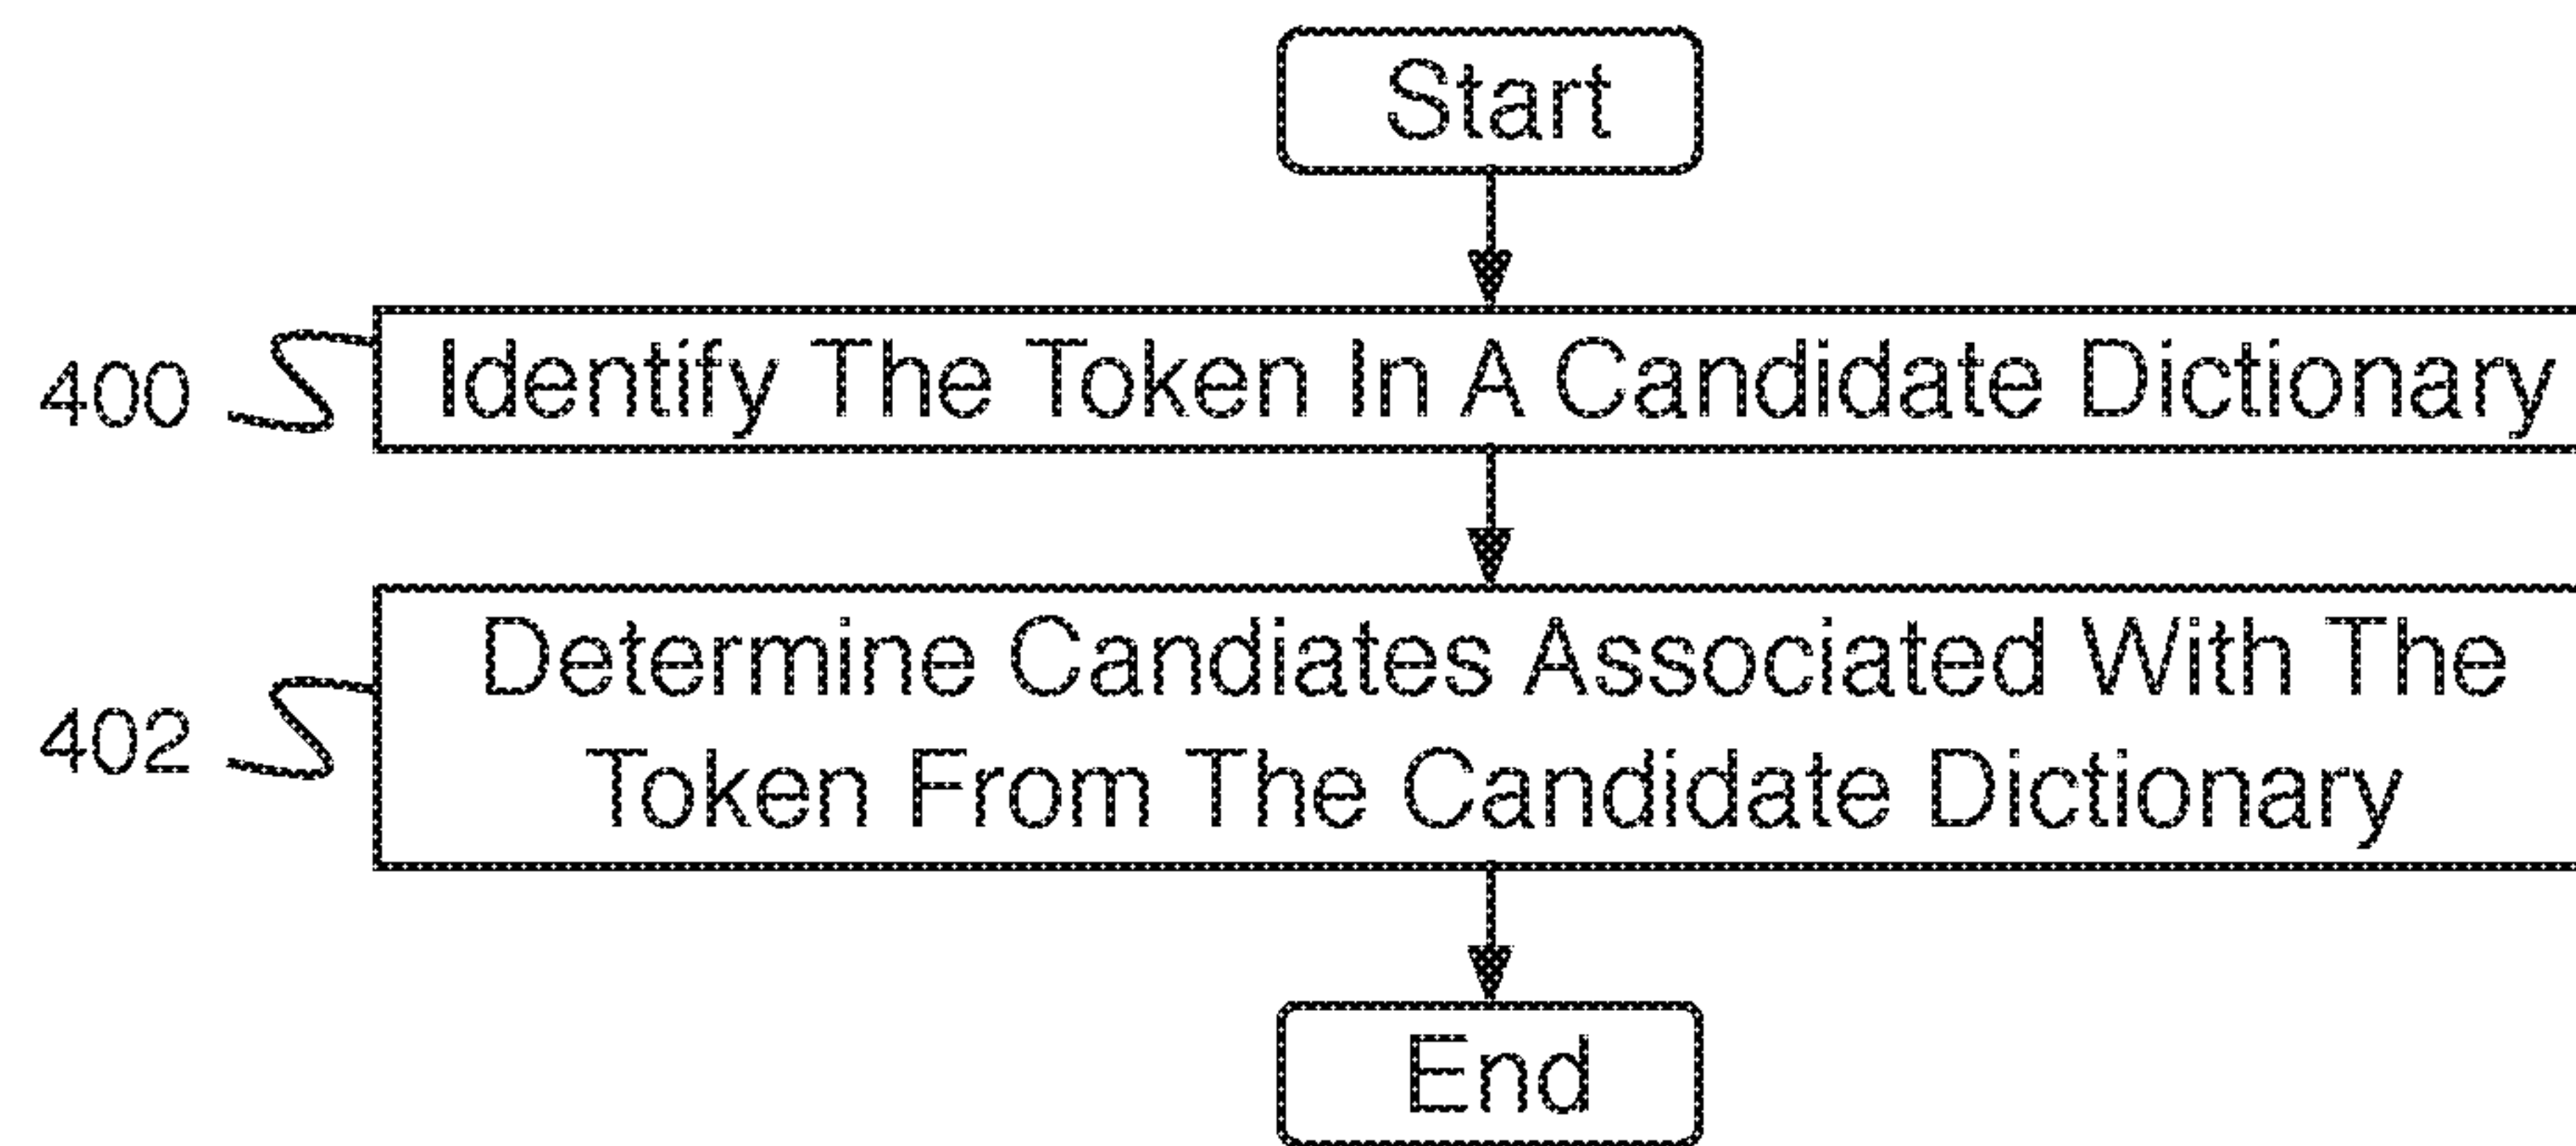 Start
400
Identify The Token In A Candidate Dictionary
402
Determine Candiates Associated With The
Token From The Candidate Dictionary
End